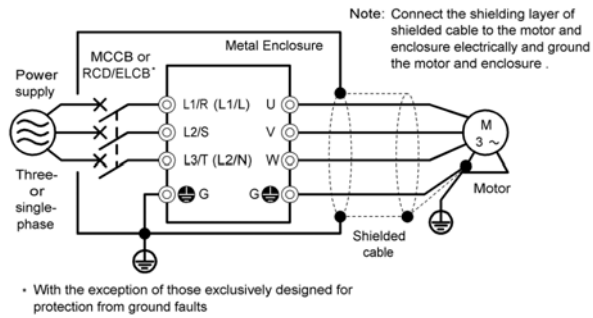 Note: Connect the shielding layer of
shielded cable to the motor and
enclosure electrically and ground
the motor and enclosure .
Metal Enclosure
MCCB or
RCD/ELCB*
Power
supply
L1/R (L1/L) U
L2/S V
L3/T (L2/N) W
G G
M
3 ~
Motor
Three-
or
single-
phase
Shielded
cable
• With the exception of those exclusively designed for
protection from ground faults